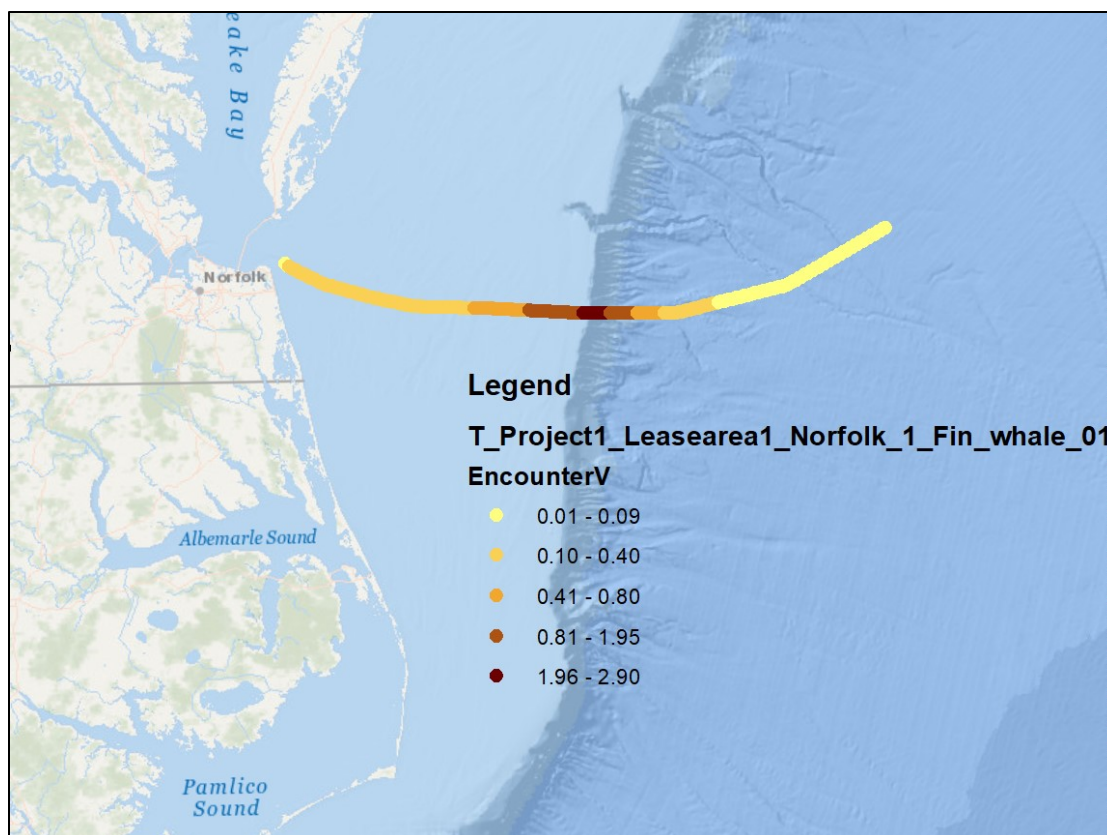 eake Bay
Norfolk
Legend
T_Project1_Leasearea1_Norfolk_1_Fin_whale_01
EncounterV
0.01 - 0.09
Albemarle Sound
0.10 - 0.40
0.41 - 0.80
0.81 - 1.95
1.96 - 2.90
Pamlico
Sound